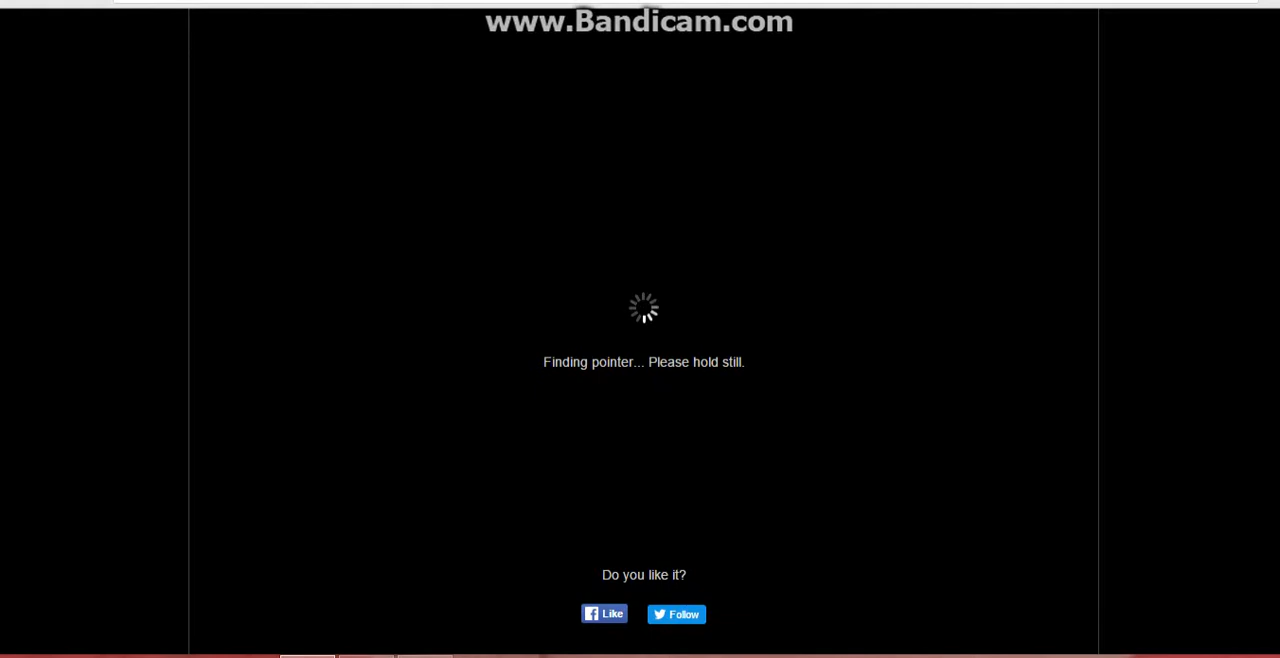 www.Bandicam.com
Finding pointer... Please hold still.
Do you like it?
Like
Follow